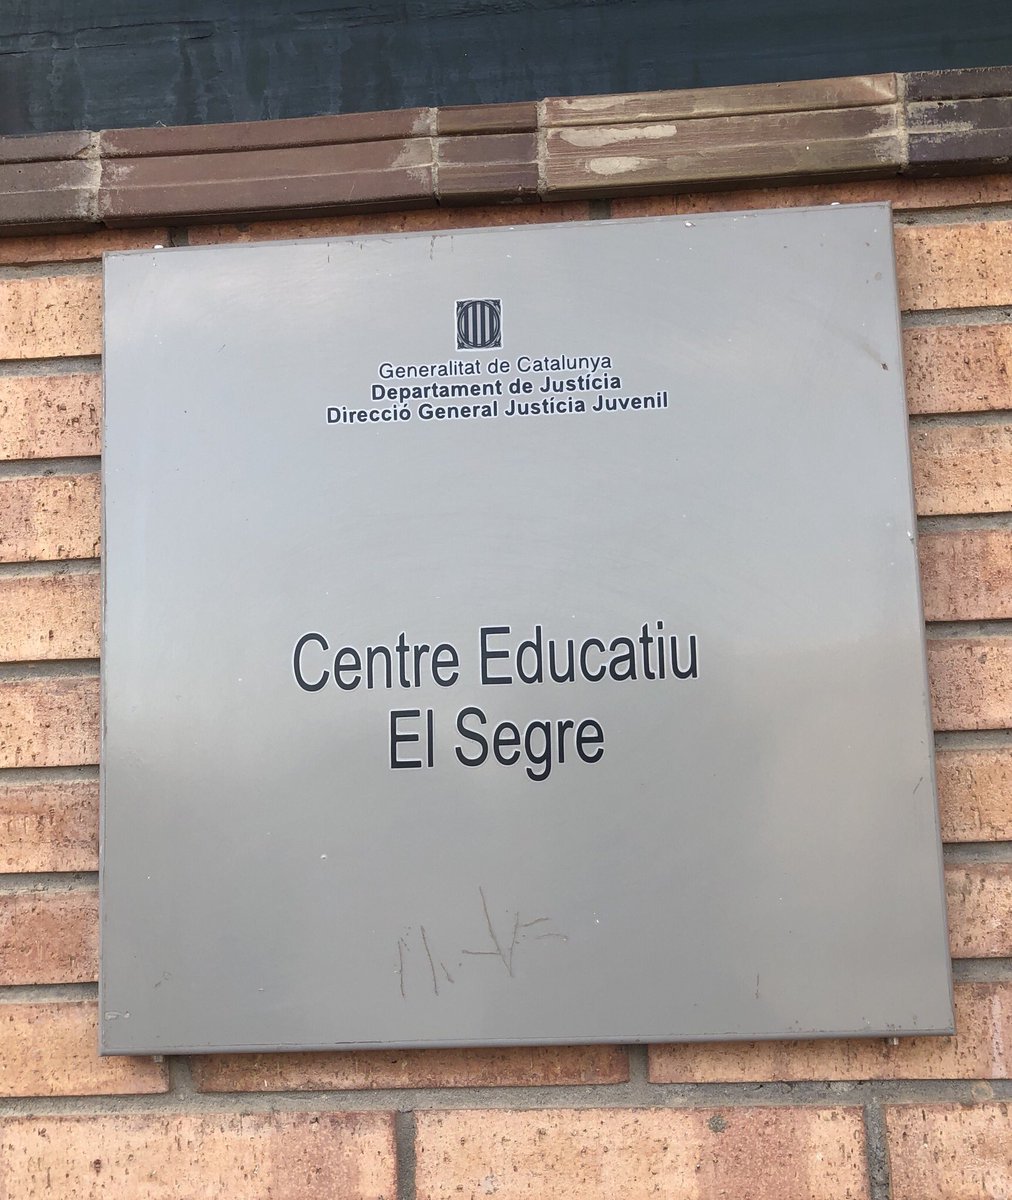 Generalitat de Catalunya
Departament de Justícia
Direcció General Justícia Juvenil
Centre Educatiu
El Segre